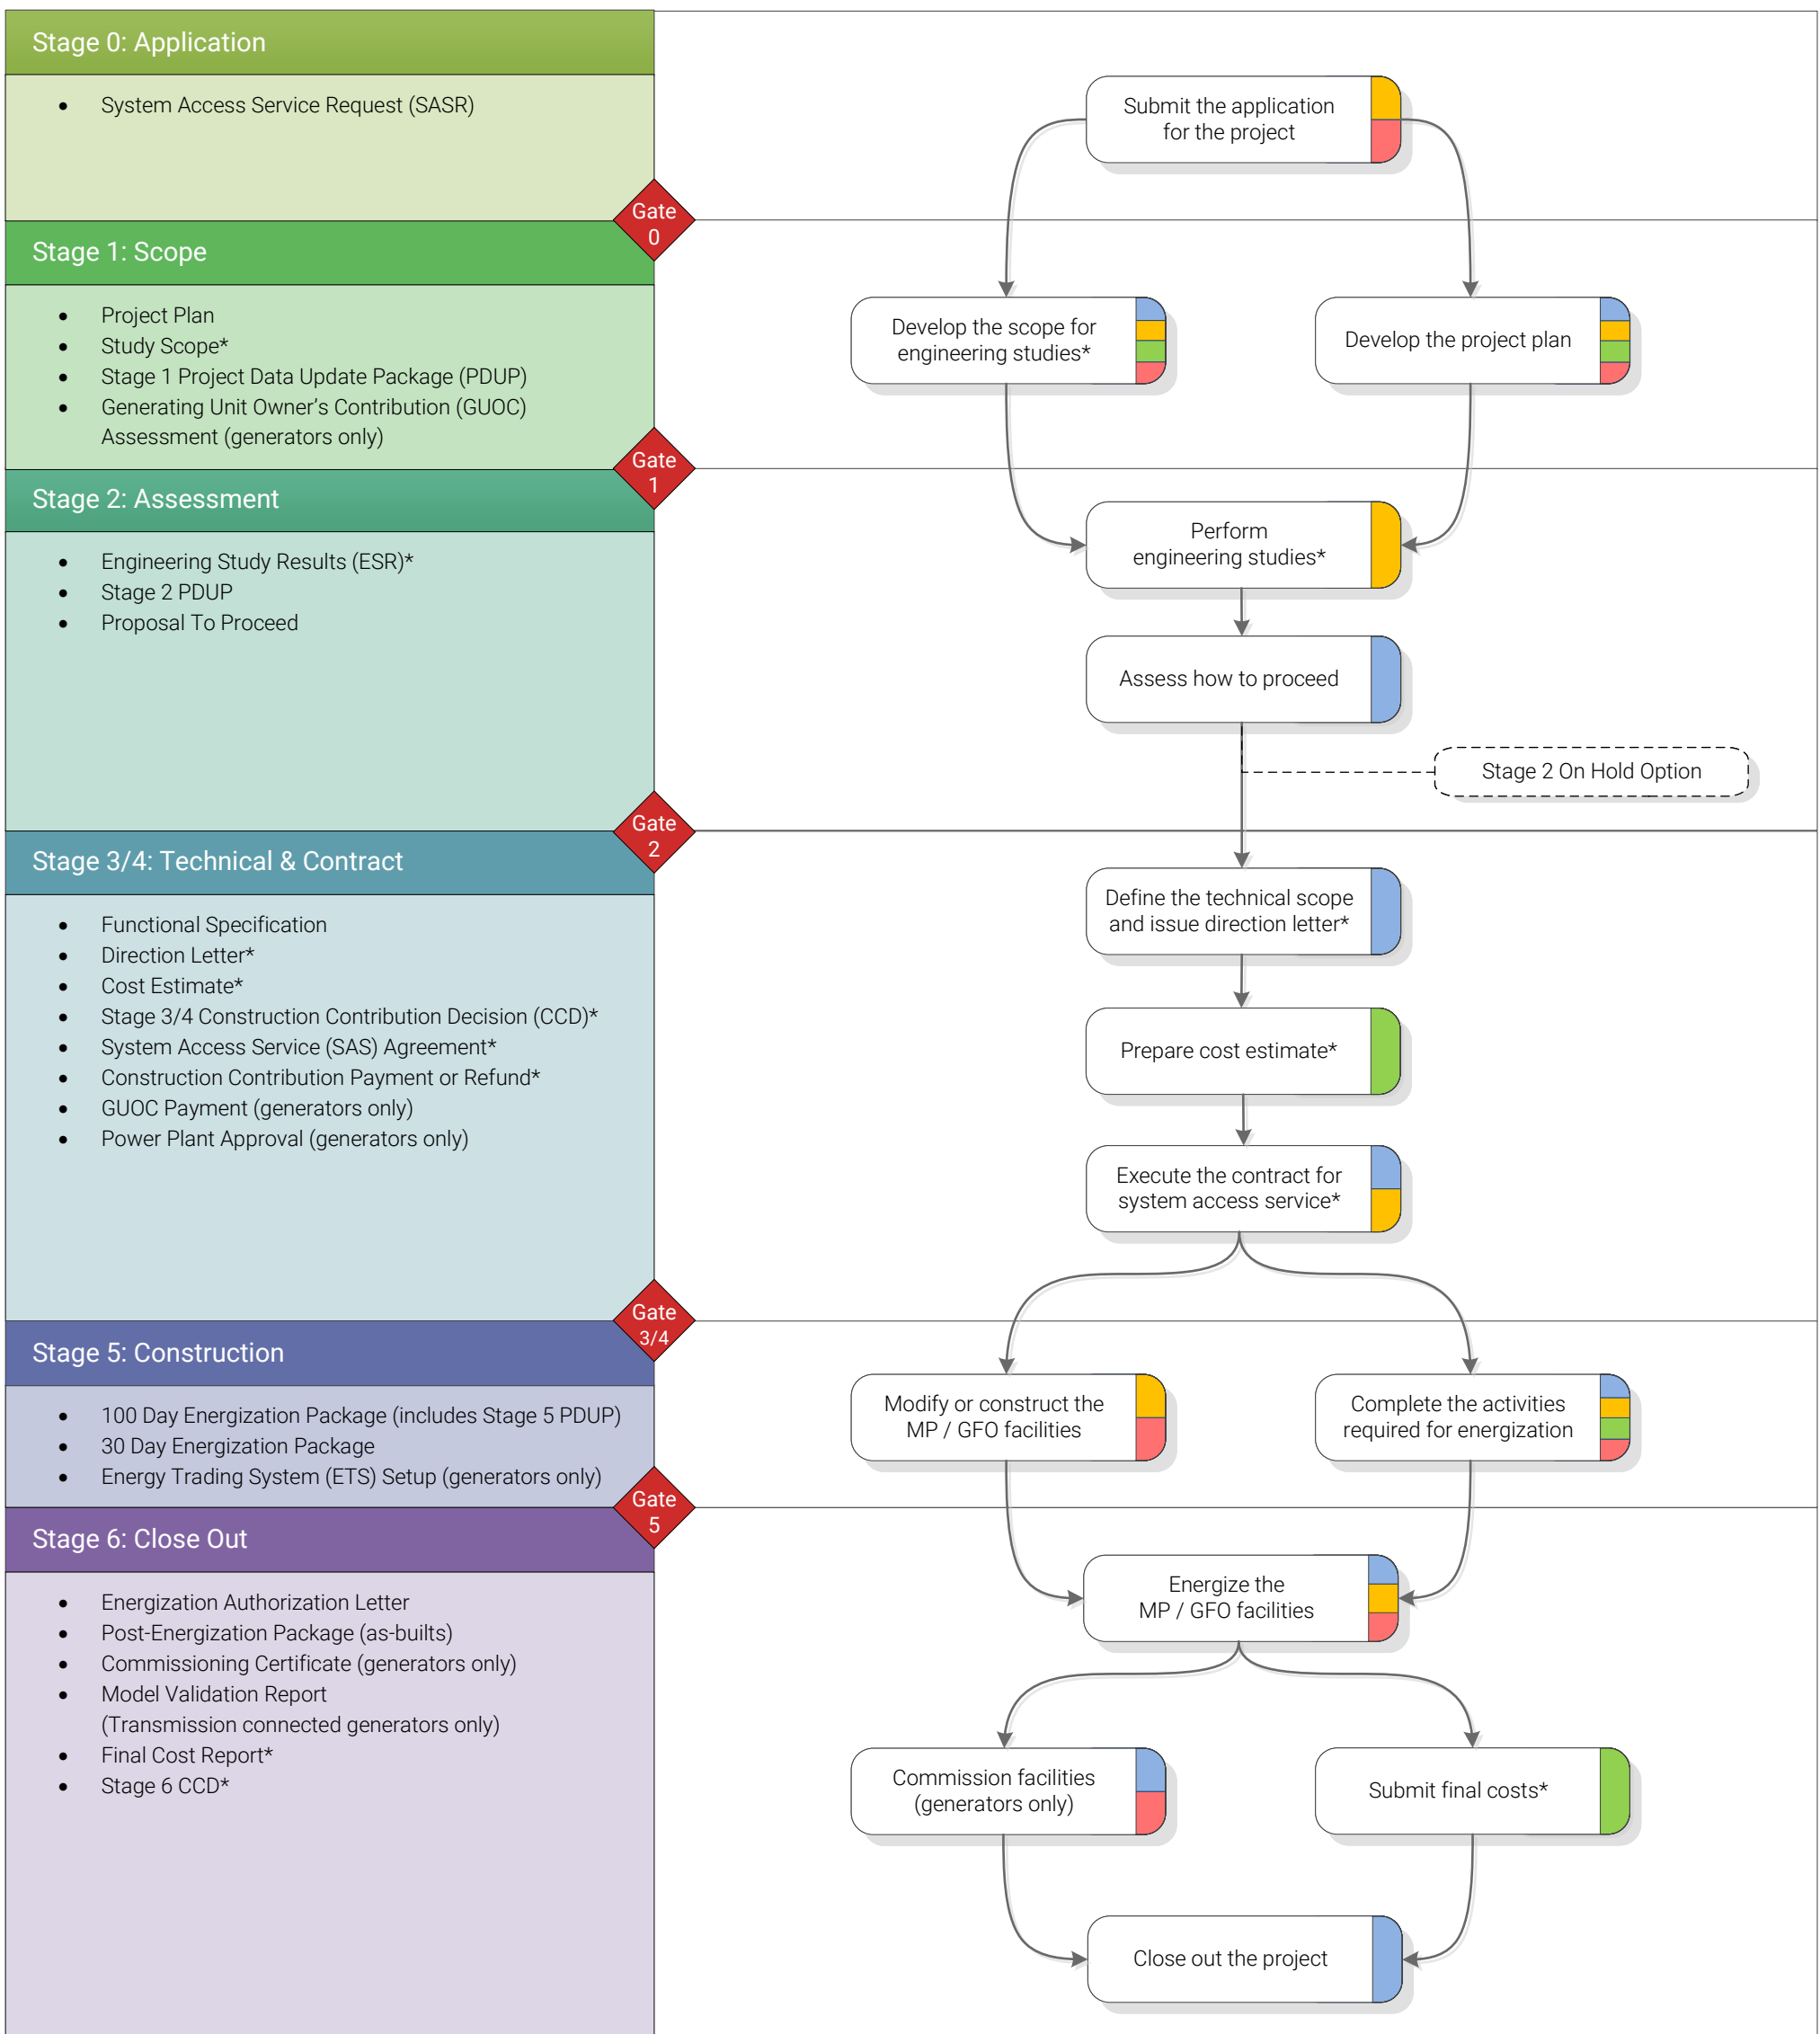 Stage 0: Application
• System Access Service Request (SASR)
Submit the application
for the project
Gate
0
Stage 1: Scope
• Project Plan
• Study Scope*
• Stage 1 Project Data Update Package (PDUP)
• Generating Unit Owner’s Contribution (GUOC)
Assessment (generators only)
Develop the scope for
engineering studies*
Develop the project plan
Gate
1
Stage 2: Assessment
• Engineering Study Results (ESR)*
• Stage 2 PDUP
• Proposal To Proceed
Perform
engineering studies*
Assess how to proceed
Stage 2 On Hold Option
Gate
2
Stage 3/4: Technical & Contract
• Functional Specification
• Direction Letter*
• Cost Estimate*
• Stage 3/4 Construction Contribution Decision (CCD)*
• System Access Service (SAS) Agreement*
• Construction Contribution Payment or Refund*
• GUOC Payment (generators only)
• Power Plant Approval (generators only)
Define the technical scope
and issue direction letter*
Prepare cost estimate*
Execute the contract for
system access service*
Gate
3/4
Stage 5: Construction
• 100 Day Energization Package (includes Stage 5 PDUP)
• 30 Day Energization Package
• Energy Trading System (ETS) Setup (generators only)
Modify or construct the
MP / GFO facilities
Complete the activities
required for energization
Gate
5
Stage 6: Close Out
• Energization Authorization Letter
• Post-Energization Package (as-builts)
• Commissioning Certificate (generators only)
• Model Validation Report
(Transmission connected generators only)
• Final Cost Report*
• Stage 6 CCD*
Energize the
MP / GFO facilities
Commission facilities
(generators only)
Submit final costs*
Close out the project